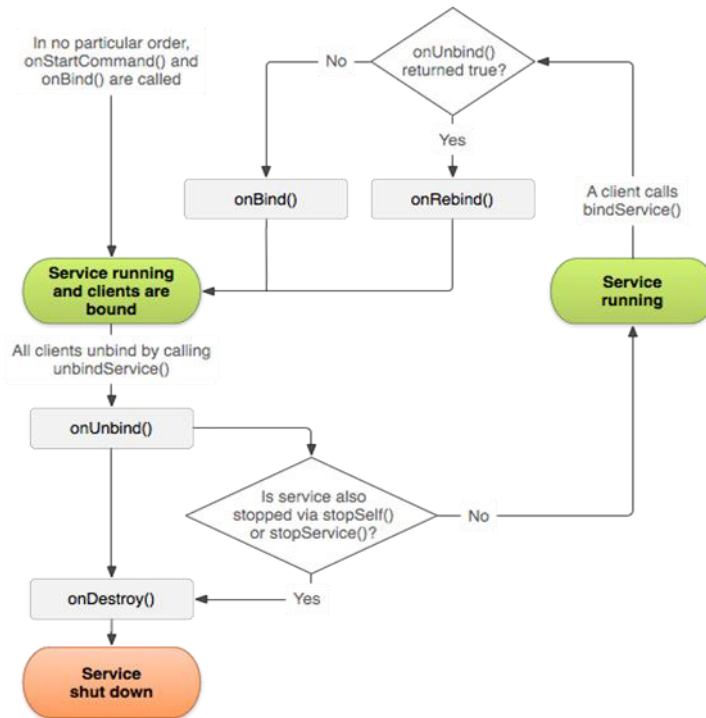 In no particular order,
onStartCommand() and
onBind() are called
onUnbind()
returned true?
No
Yes
onBind()
onRebind()
A client calls
bindService()
Service running
and clients are
bound
Service
running
All clients unbind by calling
unbindService()
onUnbind()
Is service also
stopped via stopSelf()
or stopService()?
No
Yes
onDestroy()
Service
shut down